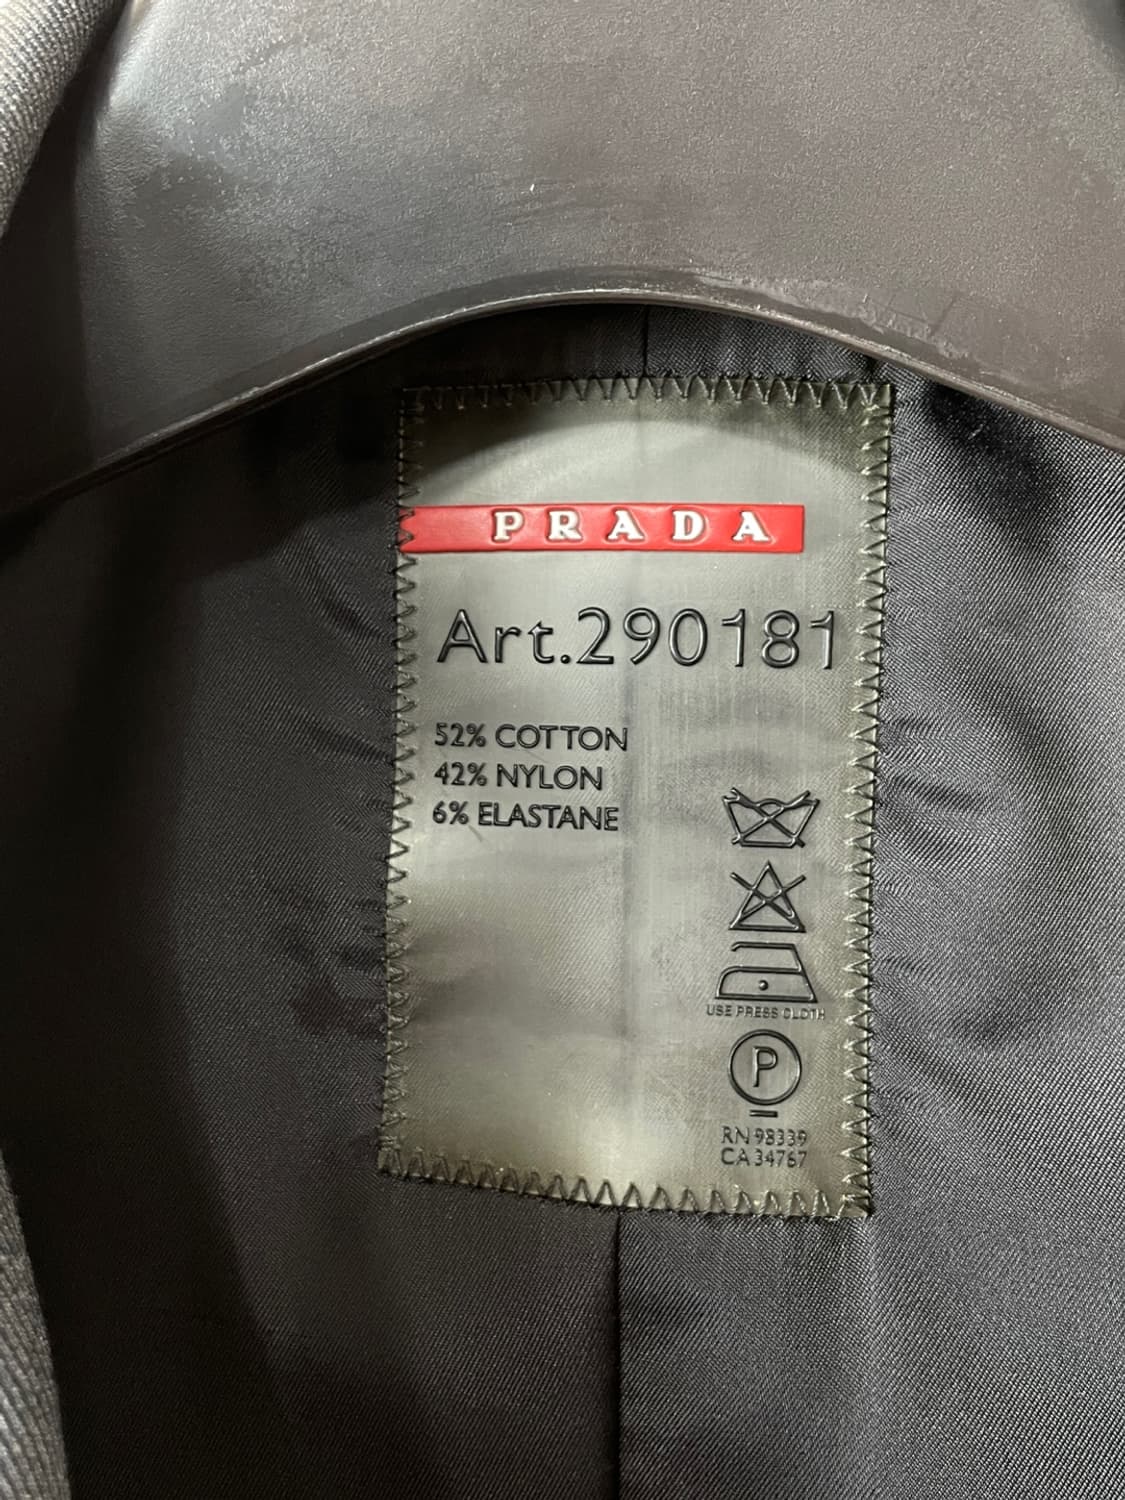 PRADA
Art.290181
52% COTTON
42% NYLON
6% ELASTANE
USE PRESS CLOTH
P
RN 98339
CA 34767